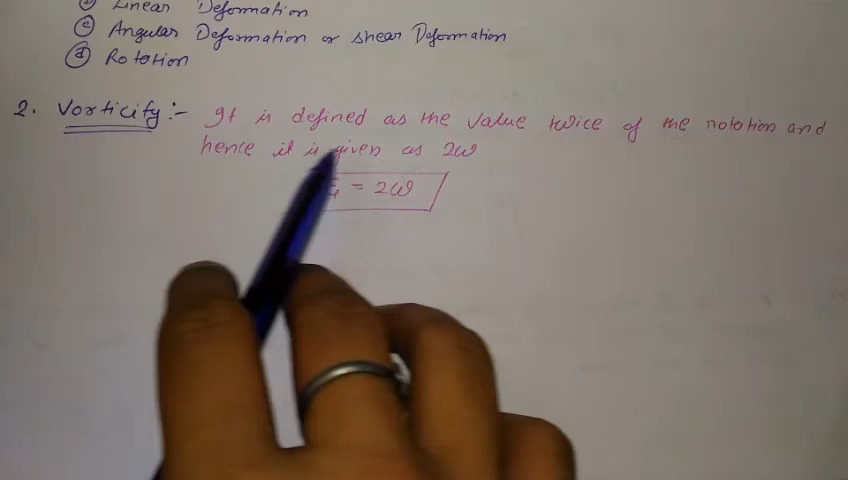 (b) Linear Deformation
(c) Angular Deformation or shear Deformation
(d) Rotation
2. Vorticity :- It is defined as the value twice of the rotation and
hence it is given as 2ω
= 2ω